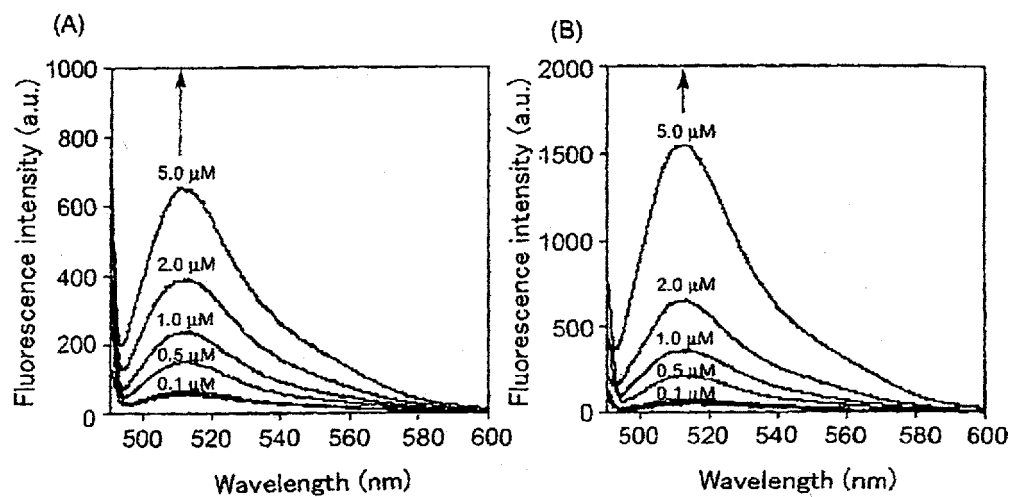 (A)
Fluorescence intensity (a.u.)
1000
800
600
400
200
0
5.0 μM
2.0 μM
1.0 μM
0.5 μM
0.1 μM
500 520 540 560 580 600
Wavelength (nm)
(B)
Fluorescence intensity (a.u.)
2000
1500
1000
500
0
5.0 μM
2.0 μM
1.0 μM
0.5 μM
0.1 μM
500 520 540 560 580 600
Wavelength (nm)